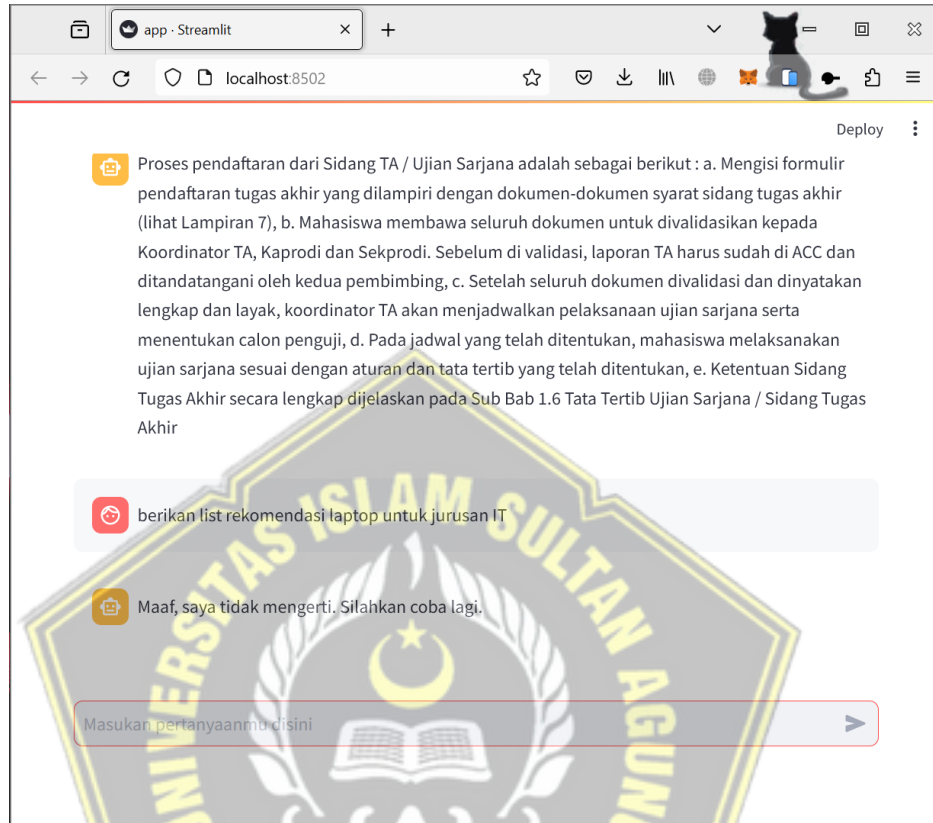 app · Streamlit
localhost:8502
Deploy
Proses pendaftaran dari Sidang TA / Ujian Sarjana adalah sebagai berikut : a. Mengisi formulir
pendaftaran tugas akhir yang dilampiri dengan dokumen-dokumen syarat sidang tugas akhir
(lihat Lampiran 7), b. Mahasiswa membawa seluruh dokumen untuk divalidasikan kepada
Koordinator TA, Kaprodi dan Sekprodi. Sebelum di validasi, laporan TA harus sudah di ACC dan
ditandatangani oleh kedua pembimbing, c. Setelah seluruh dokumen divalidasi dan dinyatakan
lengkap dan layak, koordinator TA akan menjadwalkan pelaksanaan ujian sarjana serta
menentukan calon penguji, d. Pada jadwal yang telah ditentukan, mahasiswa melaksanakan
ujian sarjana sesuai dengan aturan dan tata tertib yang telah ditentukan, e. Ketentuan Sidang
Tugas Akhir secara lengkap dijelaskan pada Sub Bab 1.6 Tata Tertib Ujian Sarjana / Sidang Tugas
Akhir
berikan list rekomendasi laptop untuk jurusan IT
Maaf, saya tidak mengerti. Silahkan coba lagi.
Masukan pertanyaanmu disini
UNIVERSITAS ISLAM SULTAN AGUN